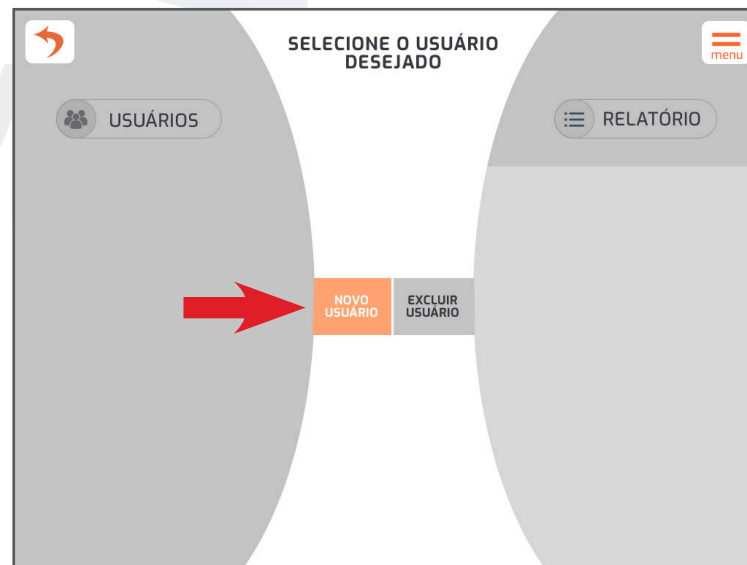 SELECIONE O USUÁRIO
DESEJADO
menu
USUÁRIOS
RELATÓRIO
NOVO
USUÁRIO
EXCLUIR
USUÁRIO